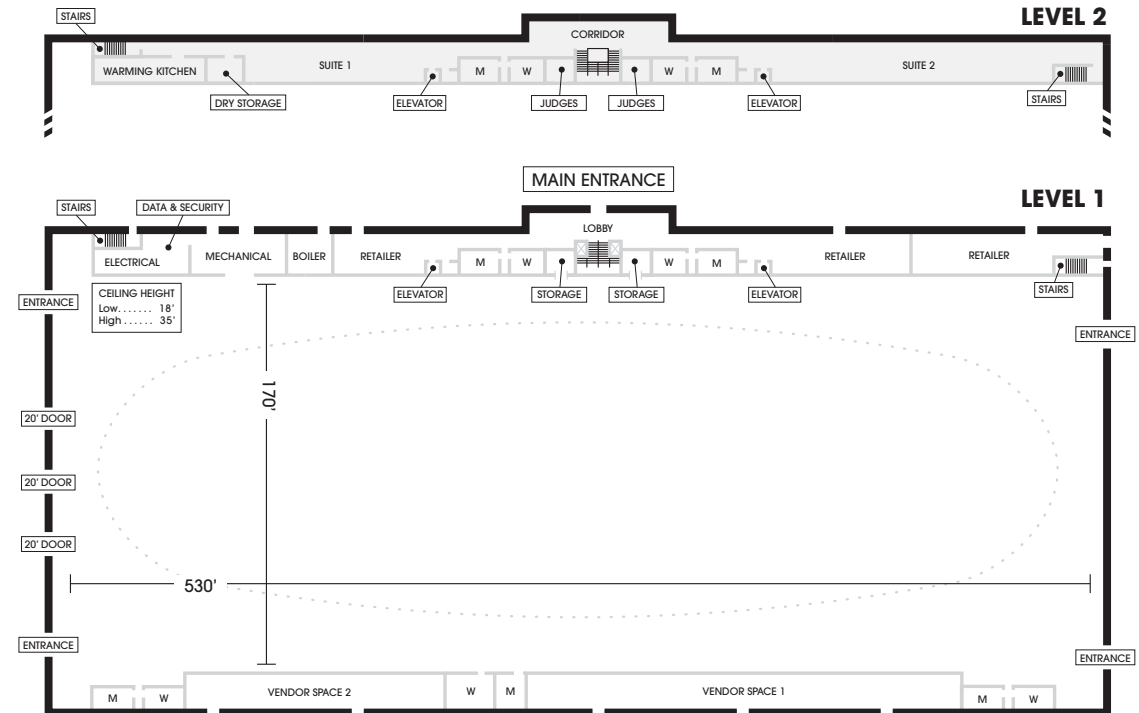 LEVEL 2
STAIRS
CORRIDOR
WARMING KITCHEN
SUITE 1
M
W
W
M
SUITE 2
DRY STORAGE
ELEVATOR
JUDGES
JUDGES
ELEVATOR
STAIRS
MAIN ENTRANCE
LEVEL 1
STAIRS
DATA & SECURITY
LOBBY
ELECTRICAL
MECHANICAL
BOILER
RETAILER
M
W
W
M
RETAILER
RETAILER
ELEVATOR
STORAGE
STORAGE
ELEVATOR
STAIRS
ENTRANCE
CEILING HEIGHT
Low....... 18'
High...... 35'
ENTRANCE
170'
20' DOOR
20' DOOR
20' DOOR
530'
ENTRANCE
ENTRANCE
M
W
VENDOR SPACE 2
W
M
VENDOR SPACE 1
M
W